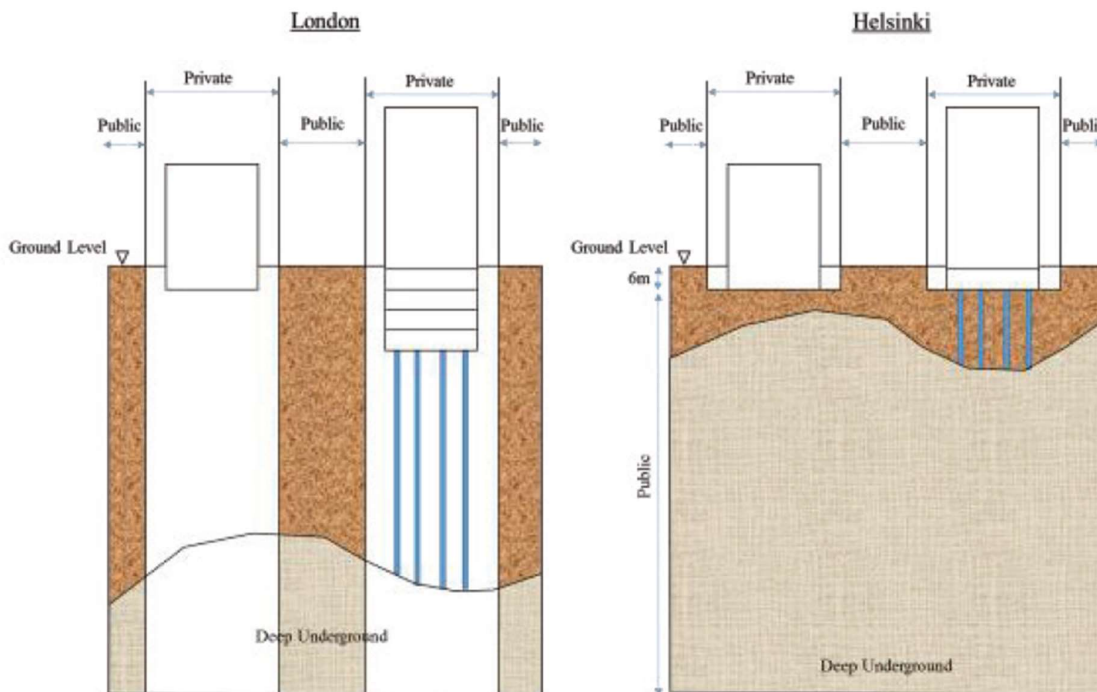 London
Private
Private
Public
Public
Public
Ground Level
Deep Underground
Helsinki
Private
Private
Public
Public
Publi
Ground Level
6m
Public
Deep Underground